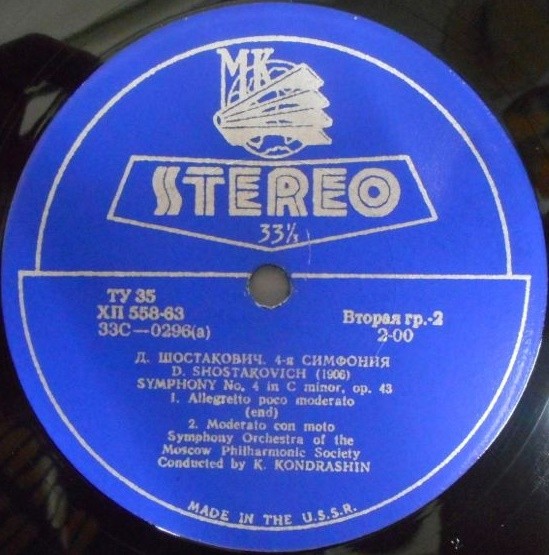 МК
STEREO
33⅓
ТУ 35
ХП 558-63
33С—0296(а)
Вторая гр.-2
2-00
Д. ШОСТАКОВИЧ. 4-я СИМФОНИЯ
D. SHOSTAKOVICH (1906)
SYMPHONY No. 4 in C minor, op. 43
1. Allegretto poco moderato
(end)
2. Moderato con moto
Symphony Orchestra of the
Moscow Philharmonic Society
Conducted by K. KONDRASHIN
MADE IN THE U.S.S.R.